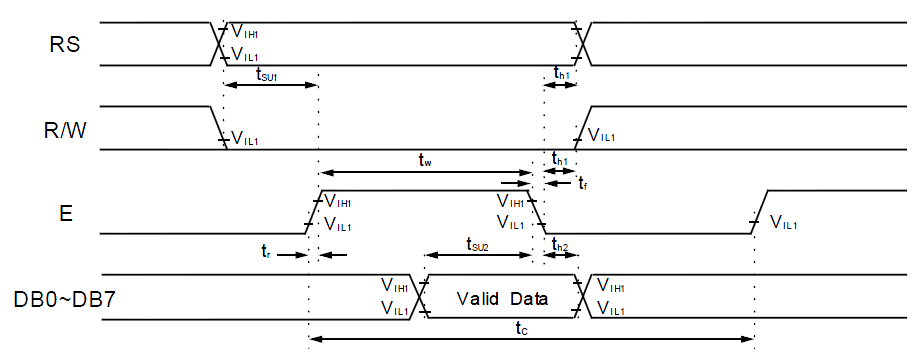 RS
VIH1
VIL1
tSU1
th1
R/W
VIL1
VIL1
tw
th1
tf
E
VIH1
VIH1
VIL1
VIL1
VIL1
tr
tSU2
th2
DB0~DB7
VIH1
Valid Data
VIH1
VIL1
VIL1
tC